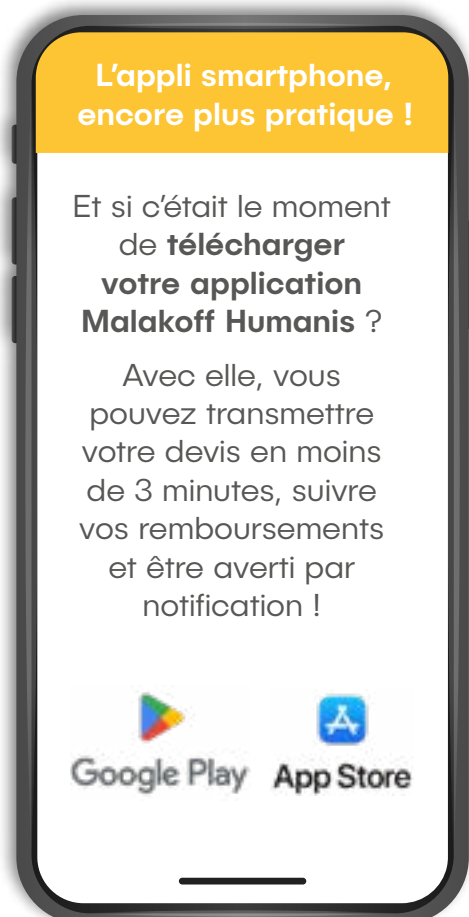 L'appli smartphone,
encore plus pratique !
Et si c'était le moment
de télécharger
votre application
Malakoff Humanis ?
Avec elle, vous
pouvez transmettre
votre devis en moins
de 3 minutes, suivre
vos remboursements
et être averti par
notification !
Google Play App Store